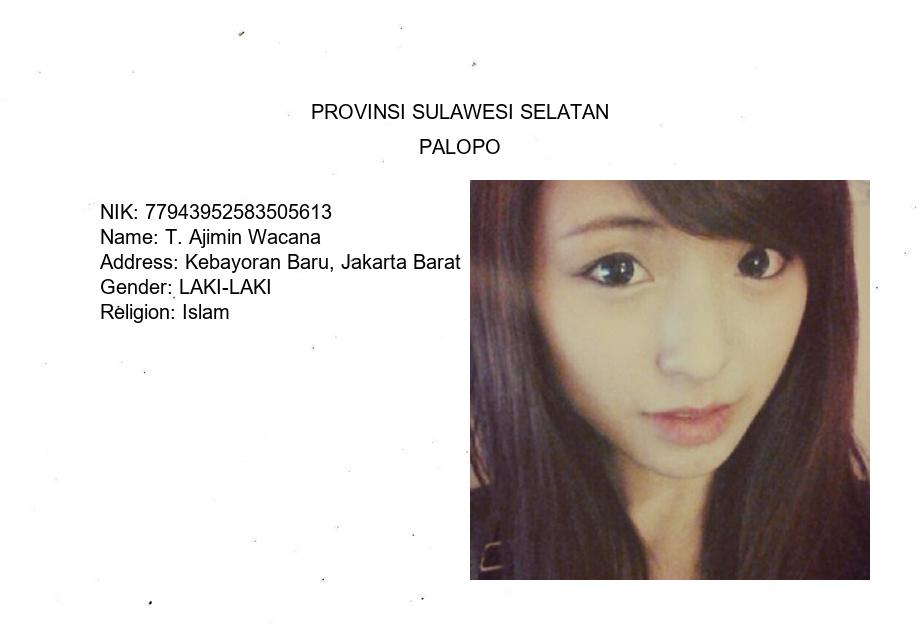 PROVINSI SULAWESI SELATAN
PALOPO
NIK: 77943952583505613
Name: T. Ajimin Wacana
Address: Kebayoran Baru, Jakarta Barat
Gender: LAKI-LAKI
Religion: Islam